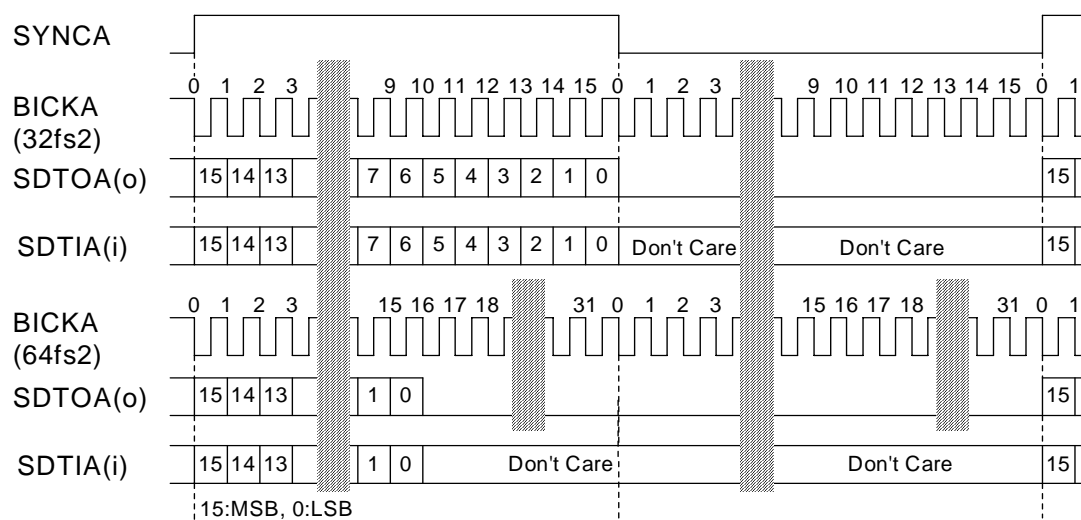 SYNCA
0 1 2 3 9 10 11 12 13 14 15 0 1 2 3 9 10 11 12 13 14 15 0 1
BICKA
(32fs2)
SDTOA(o) 15 14 13 7 6 5 4 3 2 1 0 15
SDTIA(i) 15 14 13 7 6 5 4 3 2 1 0 Don't Care Don't Care 15
0 1 2 3 15 16 17 18 31 0 1 2 3 15 16 17 18 31 0 1
BICKA
(64fs2)
SDTOA(o) 15 14 13 1 0 15
SDTIA(i) 15 14 13 1 0 Don't Care Don't Care 15
15:MSB, 0:LSB